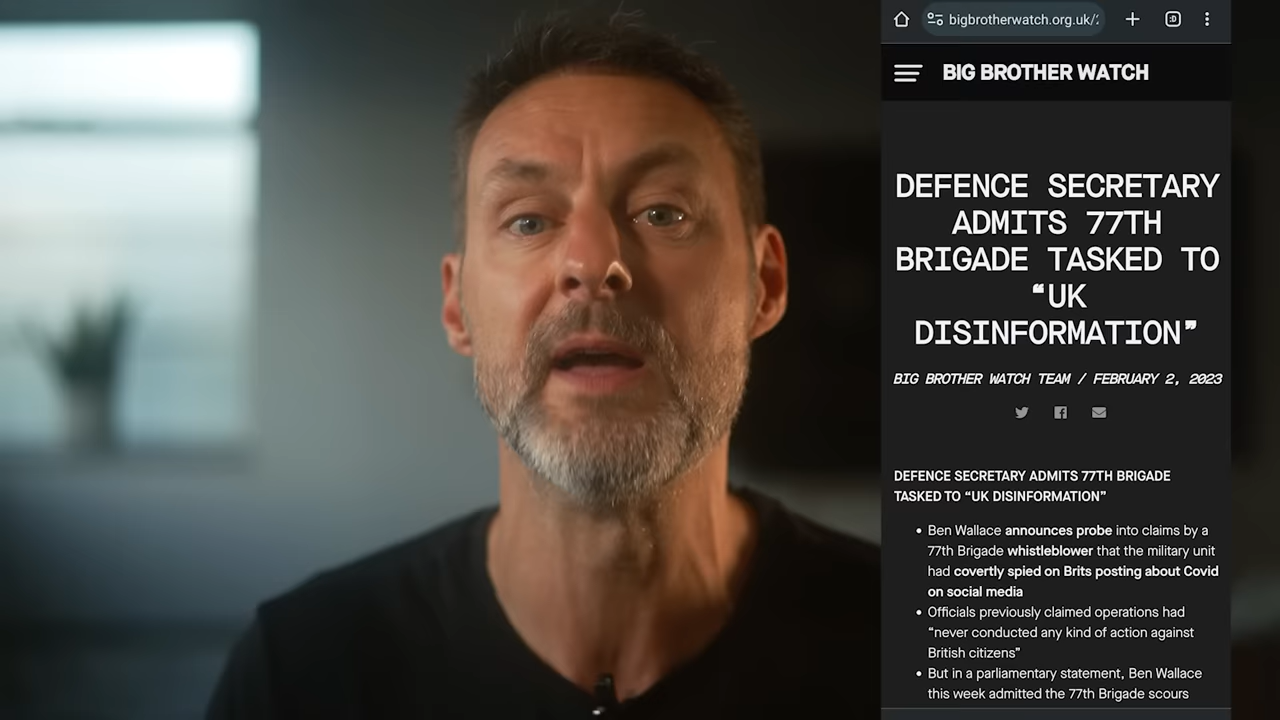 bigbrotherwatch.org.uk/2
BIG BROTHER WATCH
DEFENCE SECRETARY
ADMITS 77TH
BRIGADE TASKED TO
“UK
DISINFORMATION”
BIG BROTHER WATCH TEAM / FEBRUARY 2, 2023
DEFENCE SECRETARY ADMITS 77TH BRIGADE
TASKED TO “UK DISINFORMATION”
• Ben Wallace announces probe into claims by a
77th Brigade whistleblower that the military unit
had covertly spied on Brits posting about Covid
on social media
• Officials previously claimed operations had
“never conducted any kind of action against
British citizens”
• But in a parliamentary statement, Ben Wallace
this week admitted the 77th Brigade scours